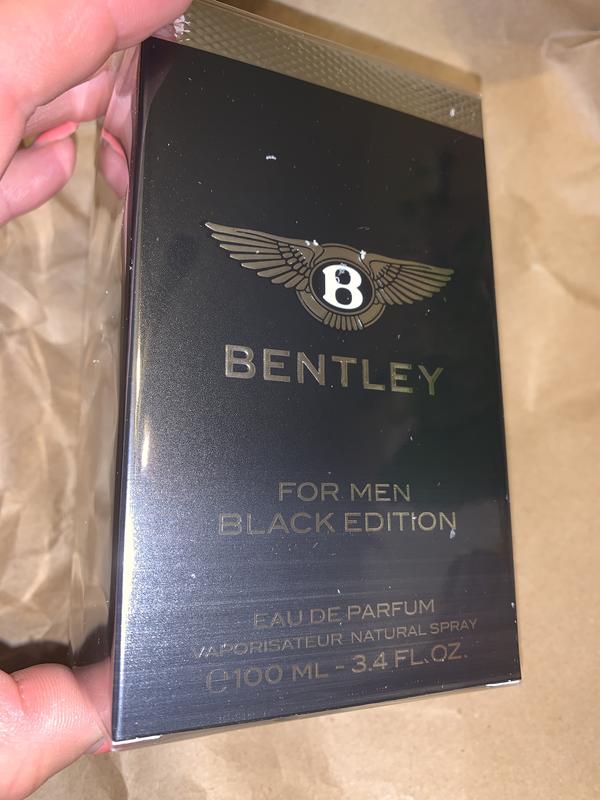 B
BENTLEY
FOR MEN
BLACK EDITION
EAU DE PARFUM
VAPORISATEUR NATURAL SPRAY
℮100 ML - 3.4 FL.OZ.